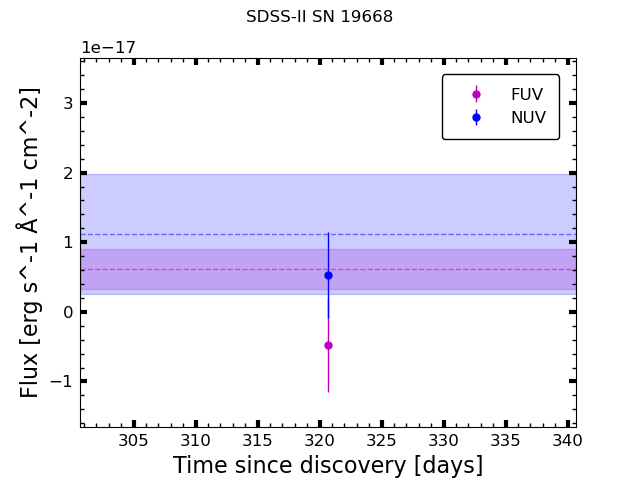 SDSS-II SN 19668
1e−17
FUV
NUV
3
2
1
0
−1
Flux [erg s^-1 Å^-1 cm^-2]
305 310 315 320 325 330 335 340
Time since discovery [days]